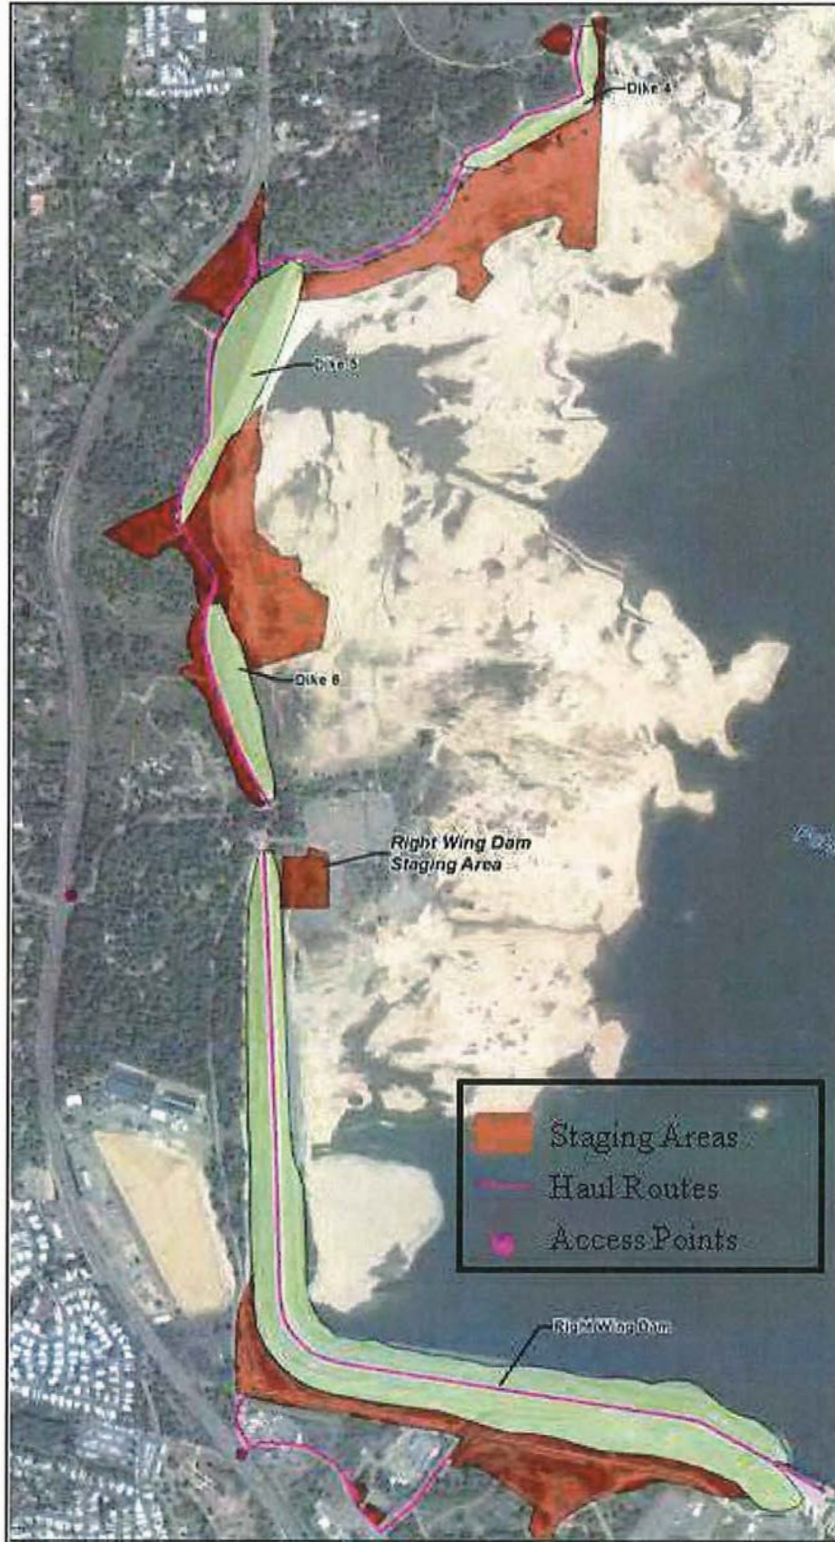 Dike 4
Dike 5
Dike 6
Right Wing Dam
Staging Area
Staging Areas
Haul Routes
Access Points
Right Wing Dam